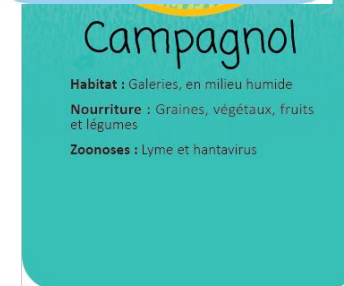 Campagnol
Habitat : Galeries, en milieu humide
Nourriture : Graines, végétaux, fruits
et légumes
Zoonoses : Lyme et hantavirus